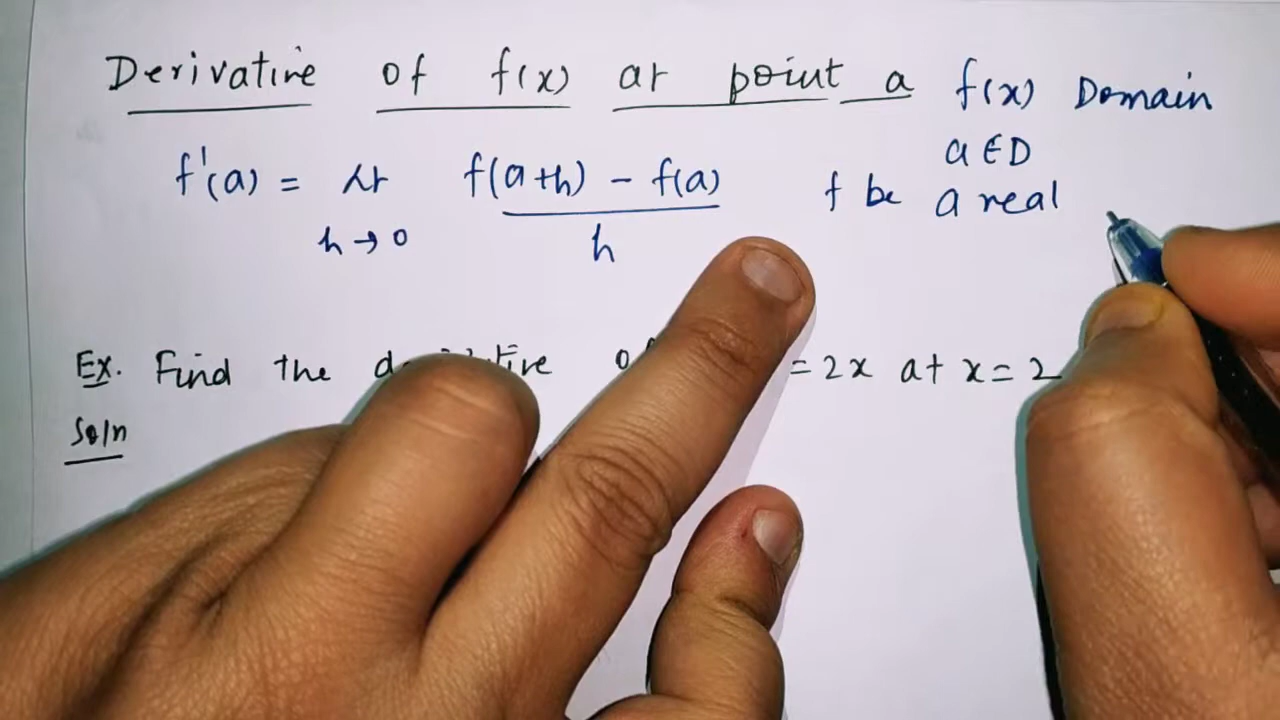 Derivative of f(x) at point a
f(x) Domain
a∈D
f'(a) = Lt h→0 f(a+h) - f(a) / h
f be a real
Ex. Find the = 2x at x = 2
Soln